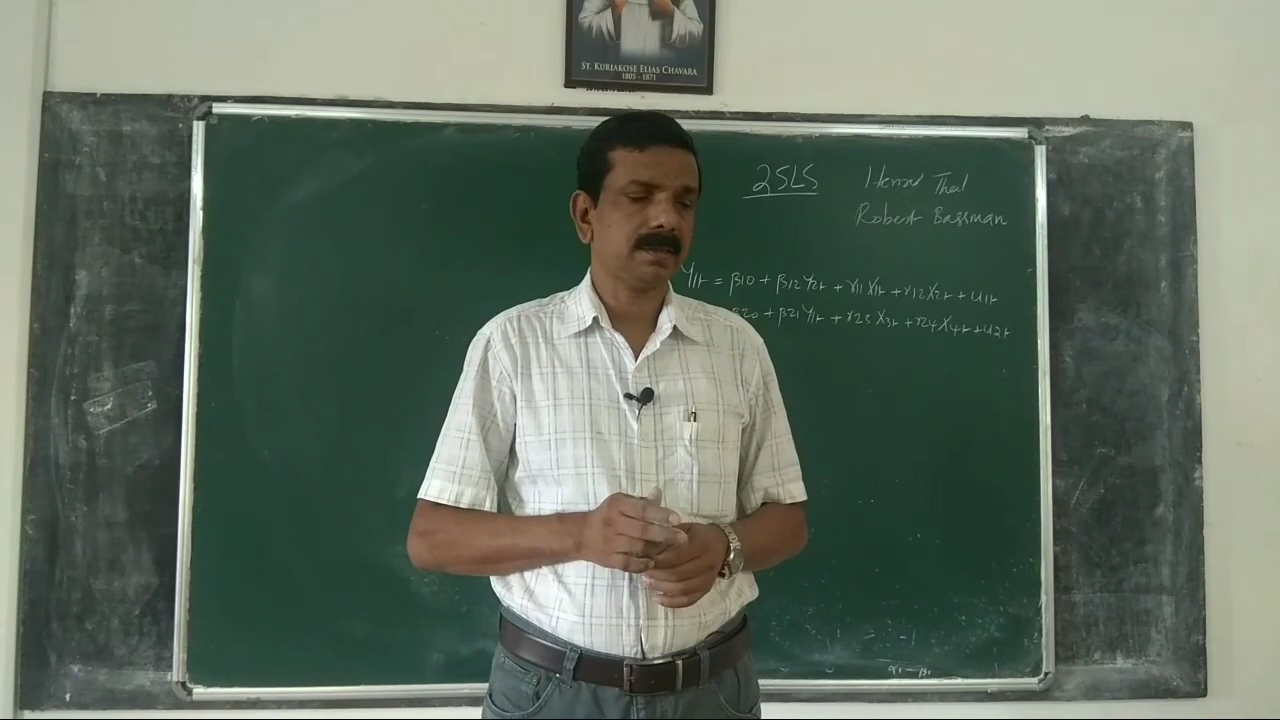 ST. KURIAKOSE ELIAS CHAVARA
1805 - 1871
2SLS
Henri Theil
Robert Bassman
Y1t = β10 + β12 Y2t + γ11 X1t + γ12 X2t + u1t
β20 + β21 Y1t + γ23 X3t + γ24 X4t + u2t